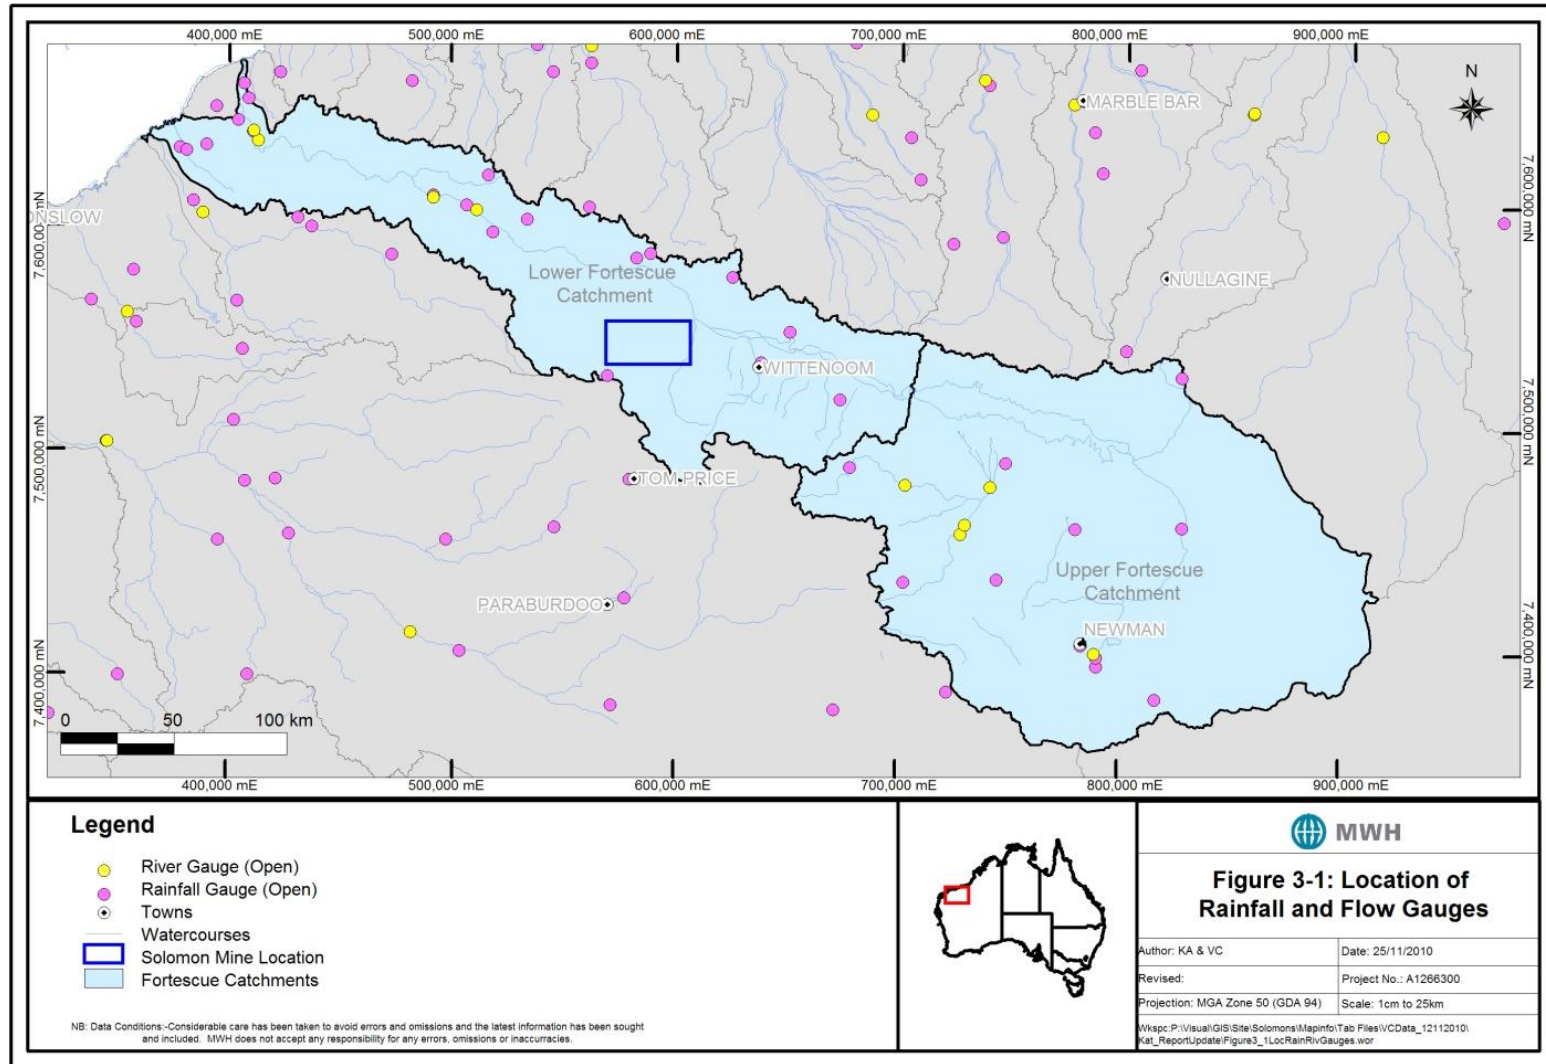 400,000 mE
500,000 mE
600,000 mE
700,000 mE
800,000 mE
900,000 mE
N
MARBLE BAR
7,600,000 mN
7,600,000 mN
ONSLOW
NULLAGINE
Lower Fortescue
Catchment
WITTENOOM
7,500,000 mN
7,500,000 mN
TOM PRICE
Upper Fortescue
Catchment
PARABURDOO
NEWMAN
7,400,000 mN
7,400,000 mN
0 50 100 km
400,000 mE
500,000 mE
600,000 mE
700,000 mE
800,000 mE
900,000 mE
Legend
River Gauge (Open)
Rainfall Gauge (Open)
Towns
Watercourses
Solomon Mine Location
Fortescue Catchments
NB: Data Conditions:-Considerable care has been taken to avoid errors and omissions and the latest information has been sought
and included. MWH does not accept any responsibility for any errors, omissions or inaccurracies.
MWH
Figure 3-1: Location of
Rainfall and Flow Gauges
Author: KA & VC
Date: 25/11/2010
Revised:
Project No.: A1266300
Projection: MGA Zone 50 (GDA 94)
Scale: 1cm to 25km
Wkspc:P:\Visual\GIS\Site\Solomons\Mapinfo\Tab Files\VCData_12112010\
Kat_ReportUpdate\Figure3_1LocRainRivGauges.wor